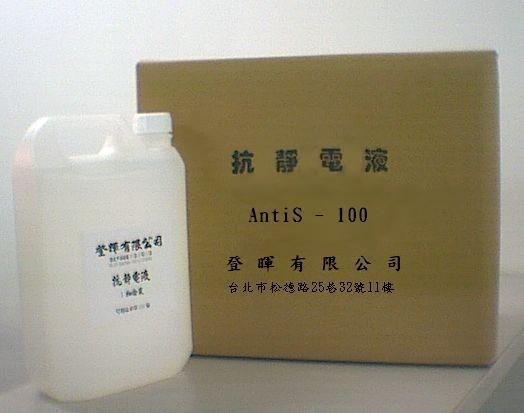 抗靜電液
AntiS - 100
登暉有限公司
台北市松德路25巷32號11樓
登暉有限公司
抗靜電液